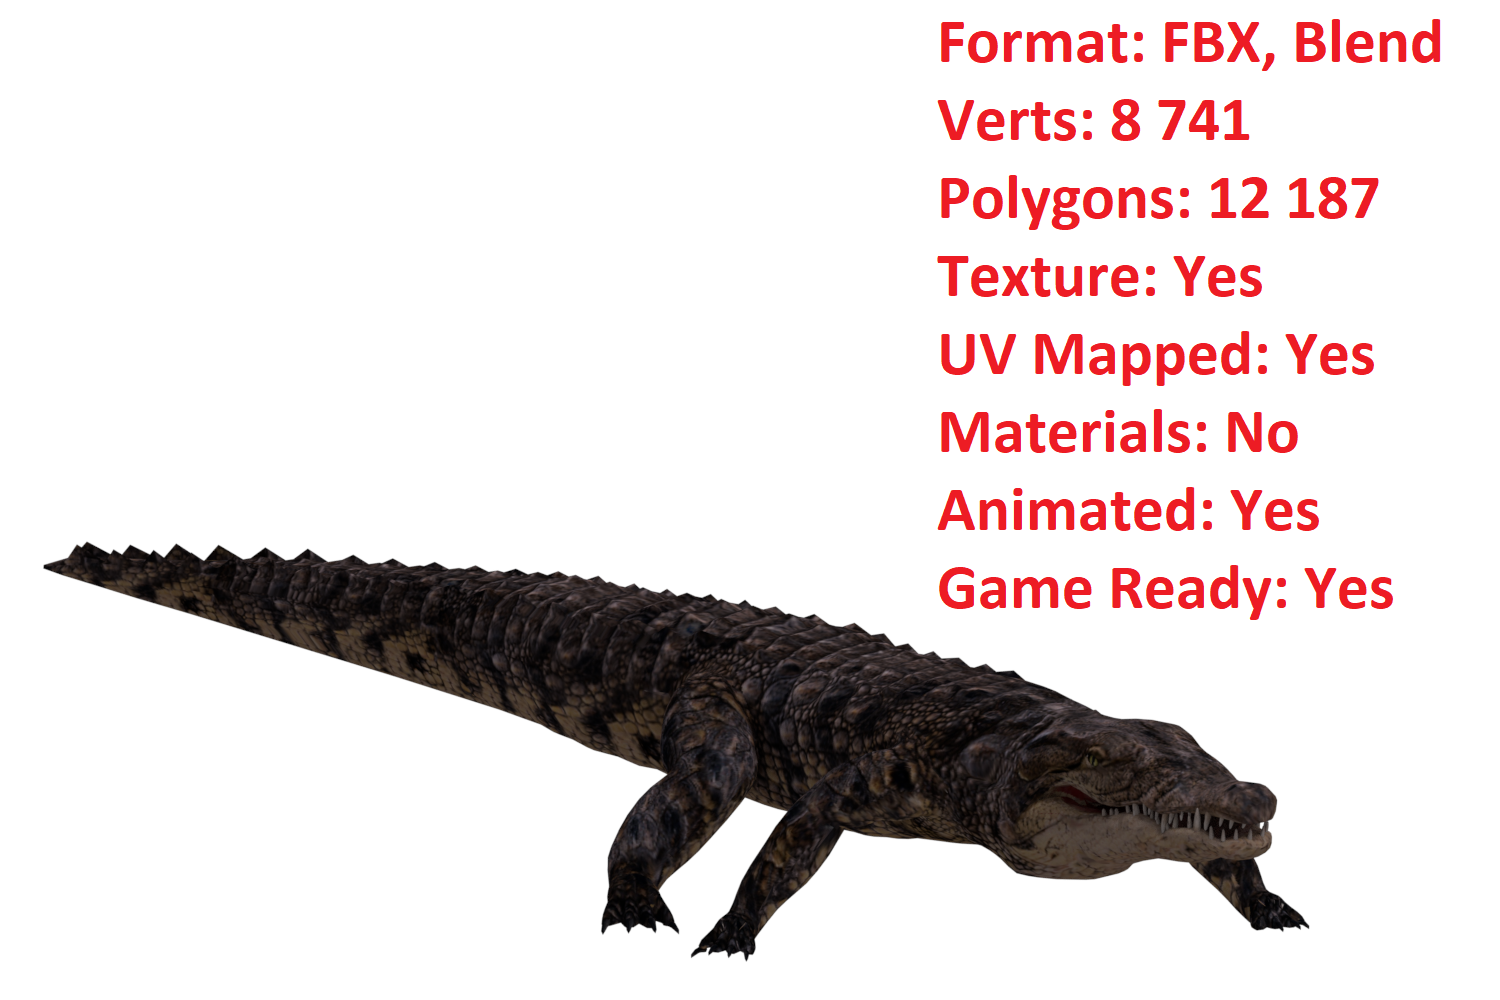 Format: FBX, Blend
Verts: 8 741
Polygons: 12 187
Texture: Yes
UV Mapped: Yes
Materials: No
Animated: Yes
Game Ready: Yes